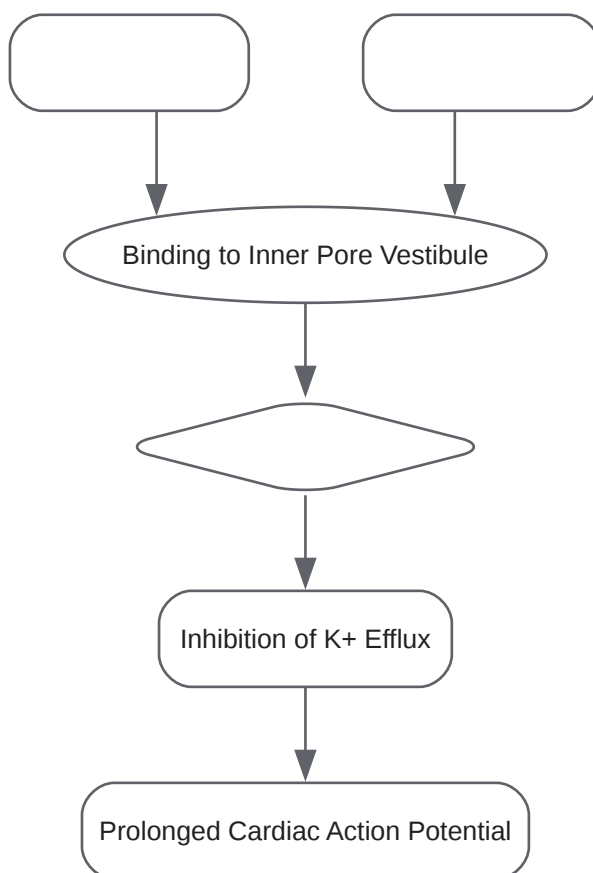 Binding to Inner Pore Vestibule
Inhibition of K+ Efflux
Prolonged Cardiac Action Potential